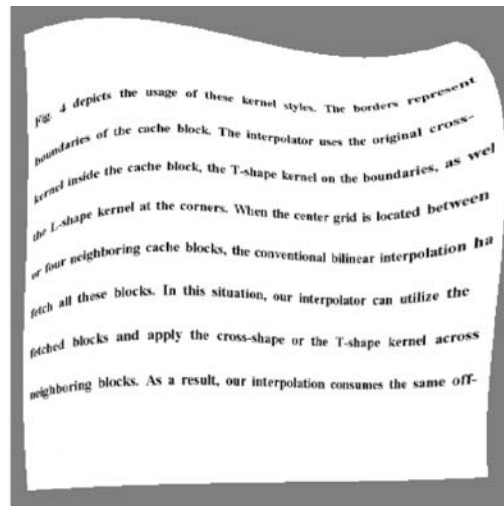 Fig. 4 depicts the usage of these kernel styles. The borders represent
boundaries of the cache block. The interpolator uses the original cross-
kernel inside the cache block, the T-shape kernel on the boundaries, as wel
the L-shape kernel at the corners. When the center grid is located between
or four neighboring cache blocks, the conventional bilinear interpolation ha
fetch all these blocks. In this situation, our interpolator can utilize the
fetched blocks and apply the cross-shape or the T-shape kernel across
neighboring blocks. As a result, our interpolation consumes the same off-